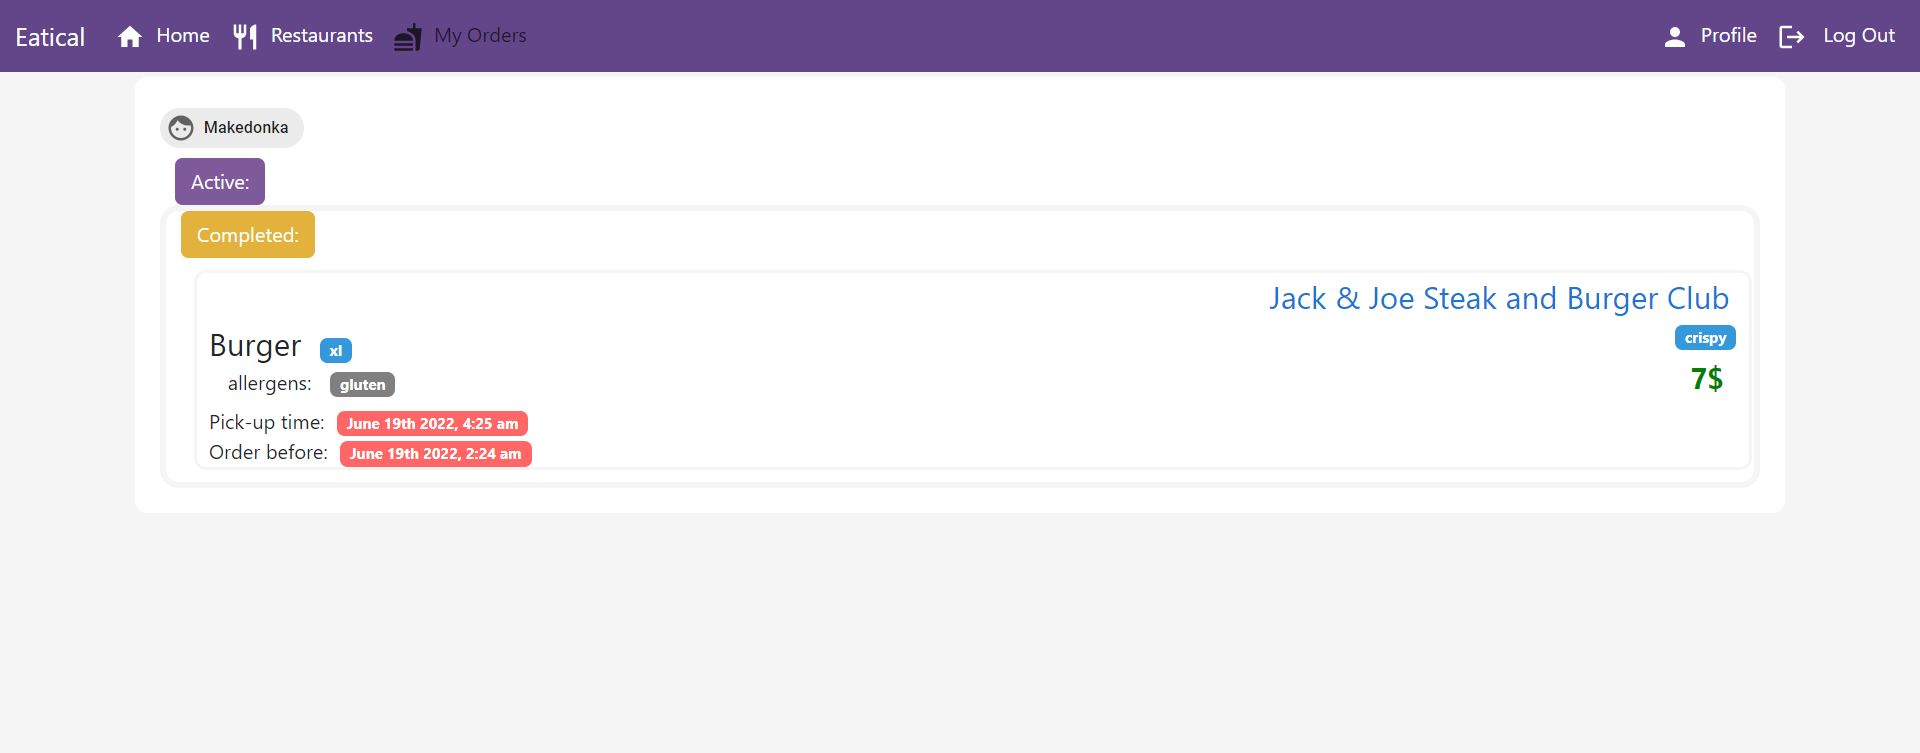 Eatical Home Restaurants My Orders Profile Log Out
Makedonka
Active:
Completed:
Jack & Joe Steak and Burger Club
Burger xl
crispy
allergens: gluten
7$
Pick-up time: June 19th 2022, 4:25 am
Order before: June 19th 2022, 2:24 am